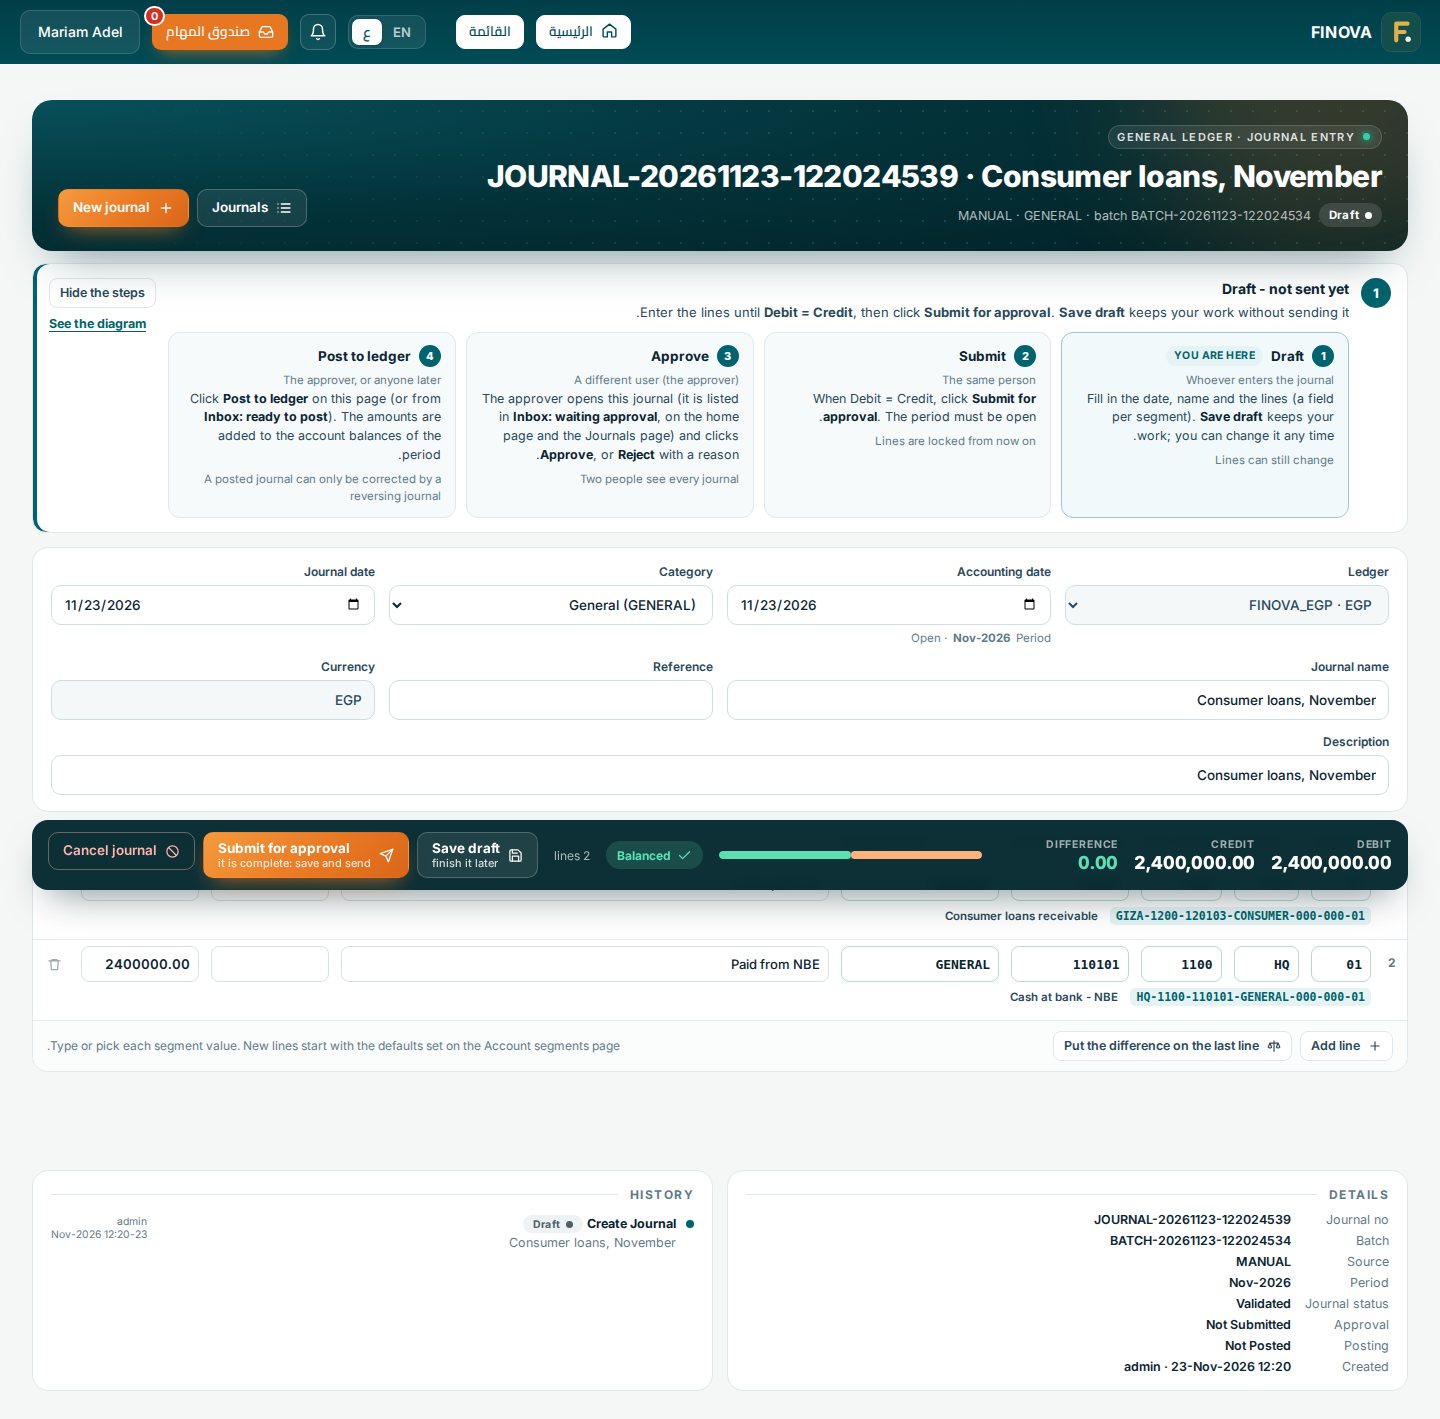 FINOVA
الرئيسية
القائمة
EN
ع
صندوق المهام
0
Mariam Adel
GENERAL LEDGER · JOURNAL ENTRY
JOURNAL-20261123-122024539 · Consumer loans, November
Draft
MANUAL · GENERAL · batch BATCH-20261123-122024534
Journals
New journal
1
Draft - not sent yet
Enter the lines until Debit = Credit, then click Submit for approval. Save draft keeps your work without sending it.
Hide the steps
See the diagram
1 Draft YOU ARE HERE
Whoever enters the journal
Fill in the date, name and the lines (a field
per segment). Save draft keeps your
work; you can change it any time.
Lines can still change
2 Submit
The same person
When Debit = Credit, click Submit for
approval. The period must be open.
Lines are locked from now on
3 Approve
A different user (the approver)
The approver opens this journal (it is listed
in Inbox: waiting approval, on the home
page and the Journals page) and clicks
Approve, or Reject with a reason.
Two people see every journal
4 Post to ledger
The approver, or anyone later
Click Post to ledger on this page (or from
Inbox: ready to post). The amounts are
added to the account balances of the
period.
A posted journal can only be corrected by a
reversing journal
Ledger
FINOVA_EGP · EGP
Accounting date
11/23/2026
Open · Nov-2026 Period
Category
General (GENERAL)
Journal date
11/23/2026
Journal name
Consumer loans, November
Reference
Currency
EGP
Description
Consumer loans, November
DEBIT
2,400,000.00
CREDIT
2,400,000.00
DIFFERENCE
0.00
Balanced
lines 2
Save draft
finish it later
Submit for approval
it is complete: save and send
Cancel journal
GIZA-1200-120103-CONSUMER-000-000-01
Consumer loans receivable
2
01
HQ
1100
110101
GENERAL
Paid from NBE
2400000.00
HQ-1100-110101-GENERAL-000-000-01
Cash at bank - NBE
Add line
Put the difference on the last line
Type or pick each segment value. New lines start with the defaults set on the Account segments page.
DETAILS
Journal no JOURNAL-20261123-122024539
Batch BATCH-20261123-122024534
Source MANUAL
Period Nov-2026
Journal status Validated
Approval Not Submitted
Posting Not Posted
Created admin · 23-Nov-2026 12:20
HISTORY
Create Journal Draft
Consumer loans, November
admin
Nov-2026 12:20-23